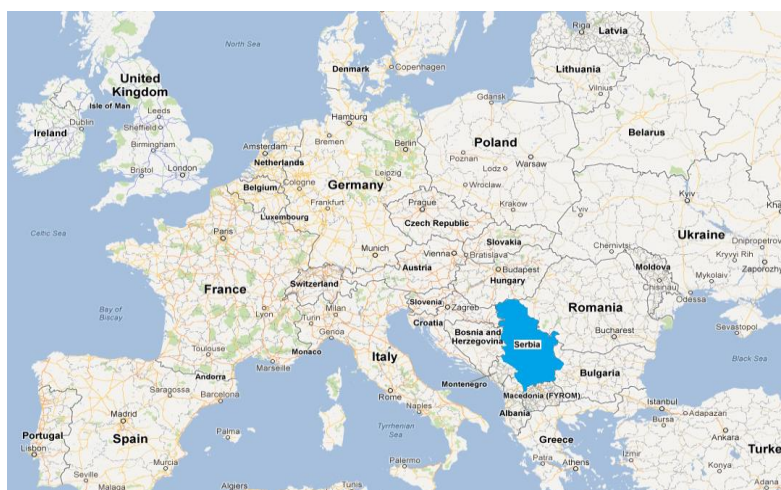 Riga
Latvia
North Sea
Denmark
Copenhagen
Lithuania
United
Kingdom
Vilnius
Isle of Man
Leeds
Gdansk
Hamburg
Ireland
Dublin
Sheffield
Belarus
Bremen
Poland
Birmingham
Amsterdam
Berlin
Netherlands
Poznan
Warsaw
Bristol
London
Lodz
Belgium
Cologne
Germany
Leipzig
Wroclaw
Kyiv
Frankfurt
Prague
Krakow
L'viv
Luxembourg
Czech Republic
Celtic Sea
Paris
Ukraine
Slovakia
Chernivtsi
Dnipropetrov
Munich
Vienna
Bratislava
Kryvyi Rih
Moldova
Zaporozh
Austria
Budapest
Switzerland
Hungary
Chisinau
Mykolaiv
France
Odessa
Slovenia
Bay of
Biscay
Lyon
Milan
Zagreb
Romania
Turin
Croatia
Sevastopol
Genoa
Bosnia and
Herzegovina
Bucharest
Toulouse
Monaco
Serbia
Italy
Black Sea
Marseille
Andorra
Bulgaria
Saragossa
Montenegro
Barcelona
Rome
Macedonia (FYROM)
Istanbul
Madrid
Naples
Albania
Adapazari
Bursa
Portugal
Spain
Palma
Tyrrhenian
Sea
Ankara
Greece
Lisbon
Turke
Patra
Athens
Izmir
Murcia
Palermo
Konya
Seville
Malaga
Algiers
Tunis
Adana